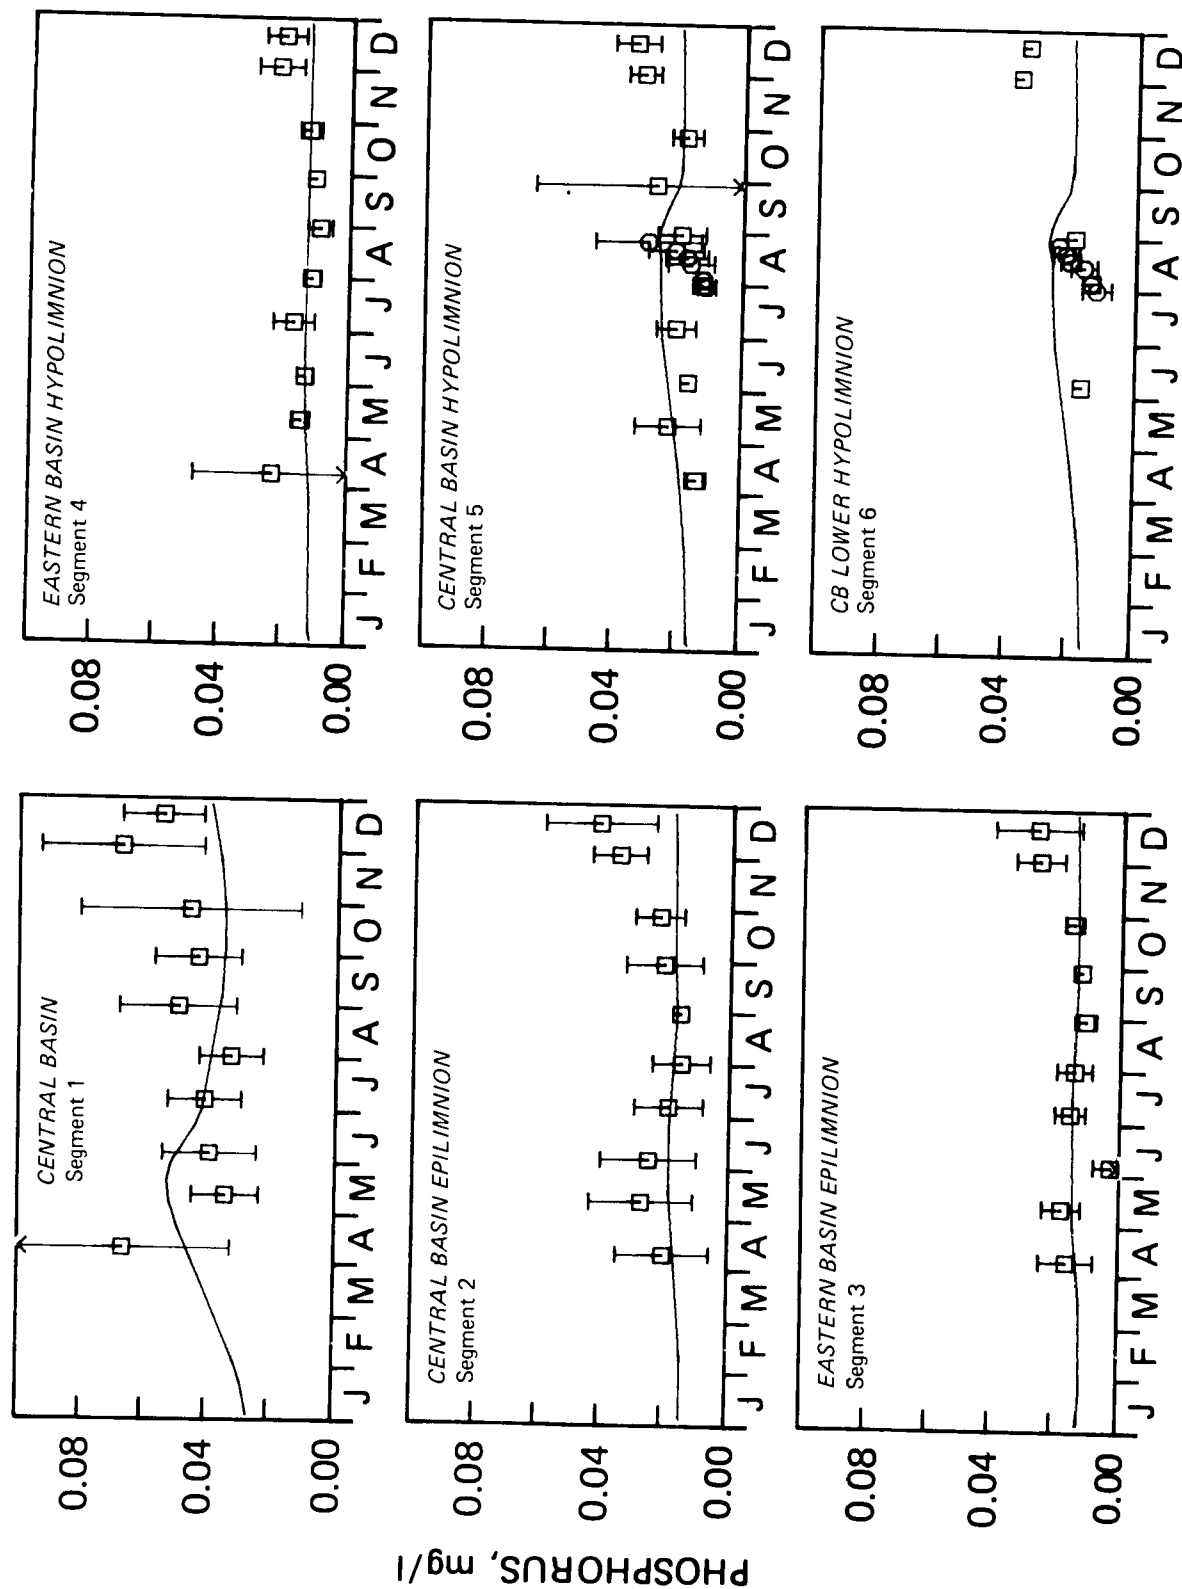 PHOSPHORUS, mg/l
CENTRAL BASIN
Segment 1
0.08
0.04
0.00
J F M A M J J A S O N D
CENTRAL BASIN EPILIMNION
Segment 2
0.08
0.04
0.00
J F M A M J J A S O N D
EASTERN BASIN EPILIMNION
Segment 3
0.08
0.04
0.00
J F M A M J J A S O N D
EASTERN BASIN HYPOLIMNION
Segment 4
0.08
0.04
0.00
J F M A M J J A S O N D
CENTRAL BASIN HYPOLIMNION
Segment 5
0.08
0.04
0.00
J F M A M J J A S O N D
CB LOWER HYPOLIMNION
Segment 6
0.08
0.04
0.00
J F M A M J J A S O N D